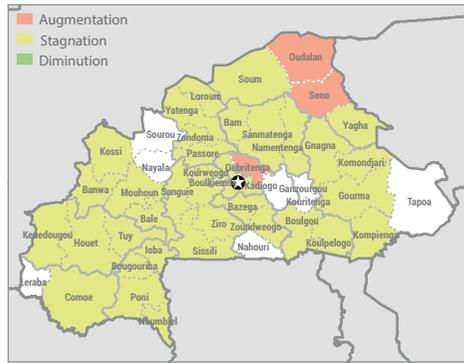 Augmentation
Stagnation
Diminution
Oudalan
Soum
Seno
Loroum
Yatenga
Bam
Yagha
Sourou
Zondoma
Sanmatenga
Kossi
Passore
Namentenga
Gnagna
Nayala
Kourweogo
Oubritenga
Komondjari
Banwa
Mouhoun
Sanguie
Boulkiemde
Kadiogo
Ganzourgou
Gourma
Tapoa
Kouritenga
Bale
Bazega
Boulgou
Kenedougou
Houet
Tuy
Ziro
Zoundweogo
Kompienga
Ioba
Sissili
Nahouri
Koulpelogo
Bougouriba
Leraba
Comoe
Poni
Noumbiel